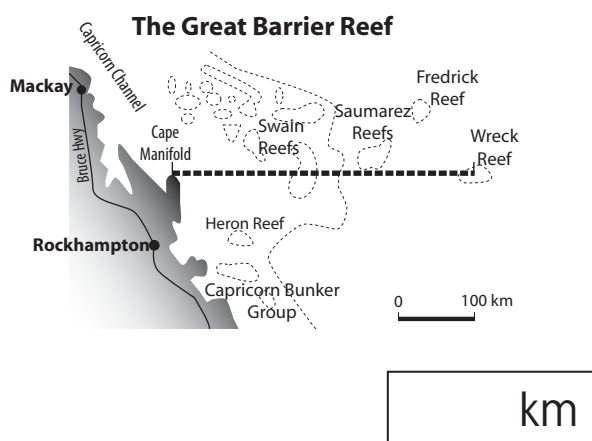 The Great Barrier Reef
Capricorn Channel
Mackay
Bruce Hwy
Cape
Manifold
Swain
Reefs
Saumarez
Reefs
Fredrick
Reef
Wreck
Reef
Heron Reef
Rockhampton
Capricorn Bunker
Group
0 100 km
km